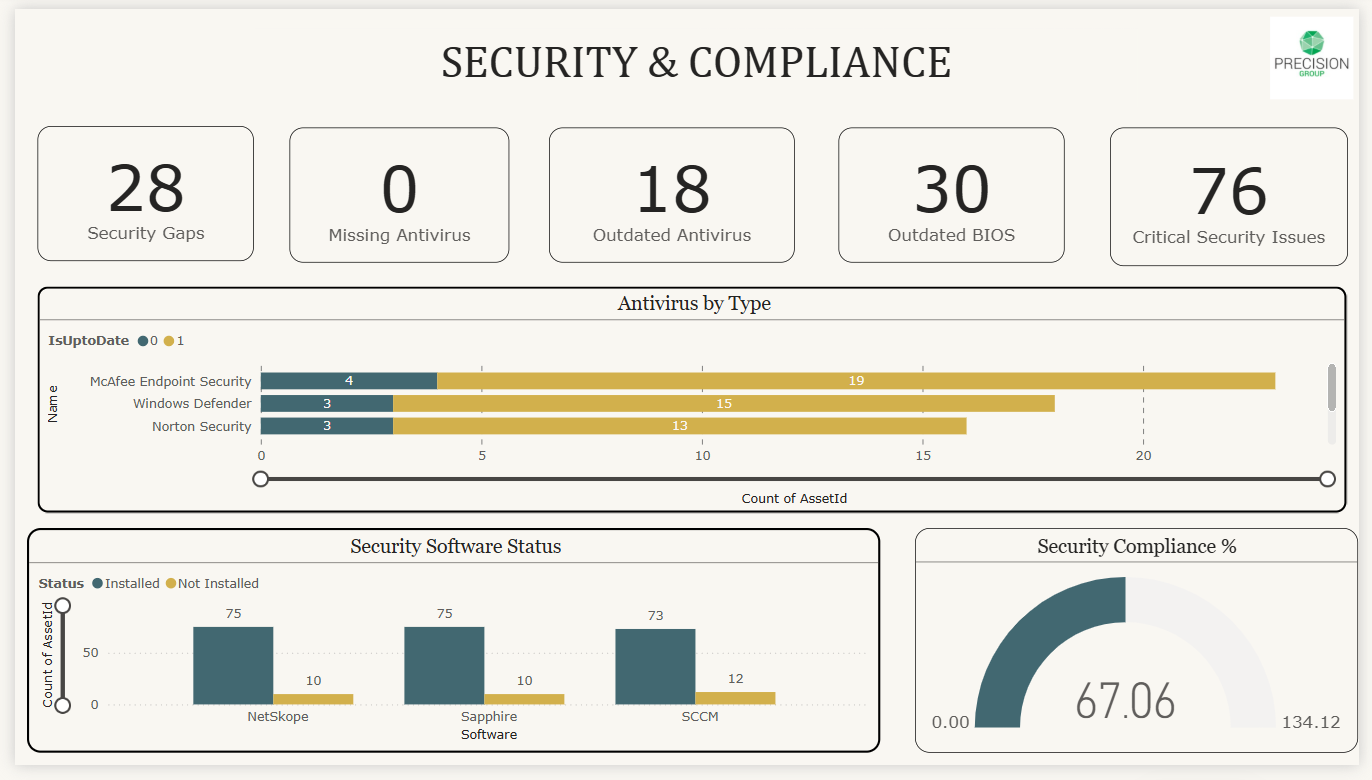 SECURITY & COMPLIANCE
PRECISION
GROUP
28
Security Gaps
0
Missing Antivirus
18
Outdated Antivirus
30
Outdated BIOS
76
Critical Security Issues
Antivirus by Type
IsUptoDate 0 1
Name
McAfee Endpoint Security 4 19
Windows Defender 3 15
Norton Security 3 13
0 5 10 15 20
Count of AssetId
Security Software Status
Status Installed Not Installed
Count of AssetId
50
0
75 10 75 10 73 12
NetSkope Sapphire SCCM
Software
Security Compliance %
67.06
0.00 134.12